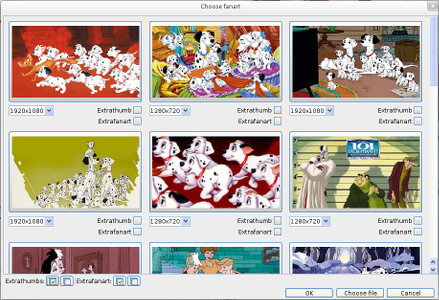 Choose fanart
1920x1080 Extrathumb
Extrafanart
1280x720 Extrathumb
Extrafanart
1920x1080 Extrathumb
Extrafanart
101
1920x1080 Extrathumb
Extrafanart
1280x720 Extrathumb
Extrafanart
1280x720 Extrathumb
Extrafanart
Extrathumbs: Extrafanart:
OK Choose file Cancel